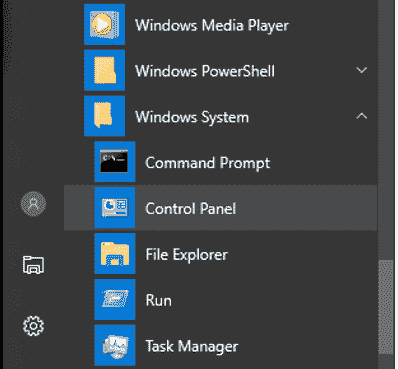 Windows Media Player
Windows PowerShell
Windows System
Command Prompt
Control Panel
File Explorer
Run
Task Manager